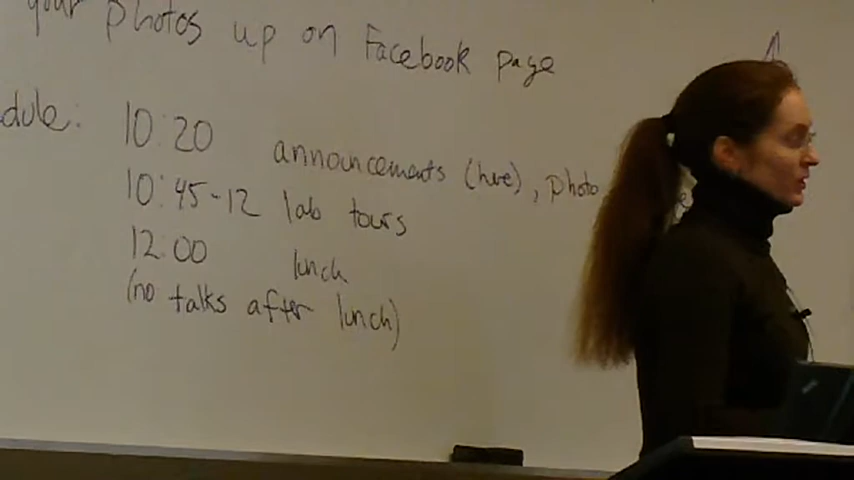 your photos up on Facebook page
dule: 10:20 announcements (here), photo
10:45-12 lab tours
12:00 lunch
(no talks after lunch)